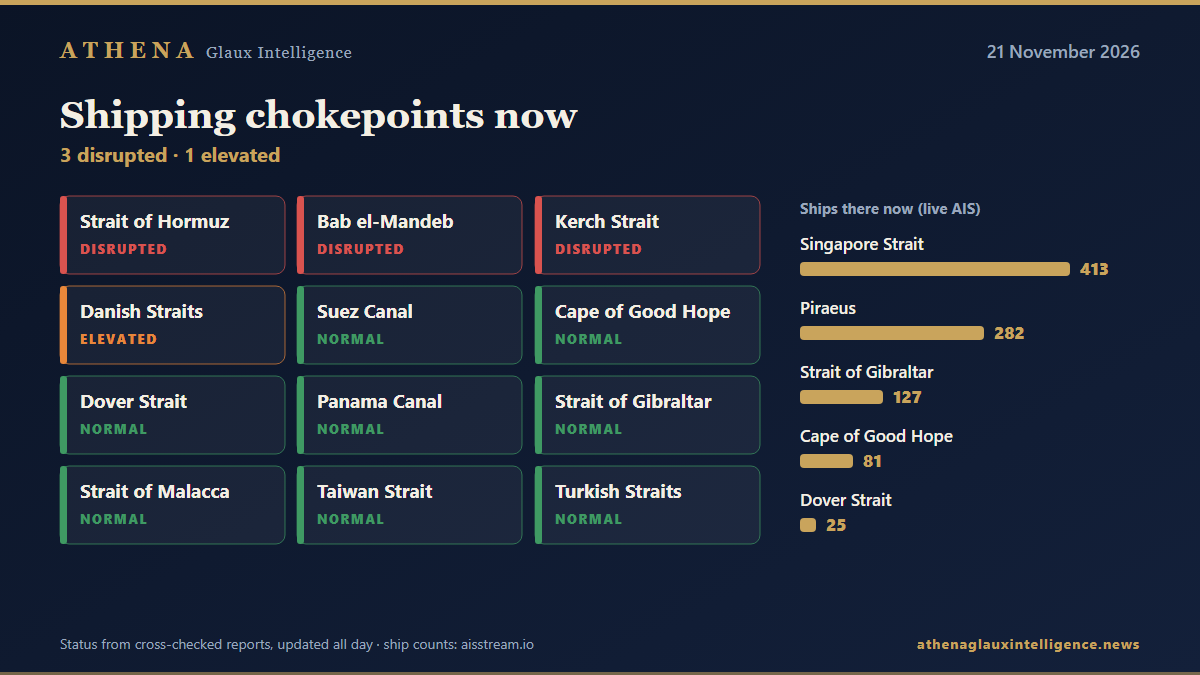 ATHENA Glaux Intelligence
21 November 2026
Shipping chokepoints now
3 disrupted · 1 elevated
Strait of Hormuz
DISRUPTED
Bab el-Mandeb
DISRUPTED
Kerch Strait
DISRUPTED
Danish Straits
ELEVATED
Suez Canal
NORMAL
Cape of Good Hope
NORMAL
Dover Strait
NORMAL
Panama Canal
NORMAL
Strait of Gibraltar
NORMAL
Strait of Malacca
NORMAL
Taiwan Strait
NORMAL
Turkish Straits
NORMAL
Ships there now (live AIS)
Singapore Strait
413
Piraeus
282
Strait of Gibraltar
127
Cape of Good Hope
81
Dover Strait
25
Status from cross-checked reports, updated all day · ship counts: aisstream.io
athenaglauxintelligence.news